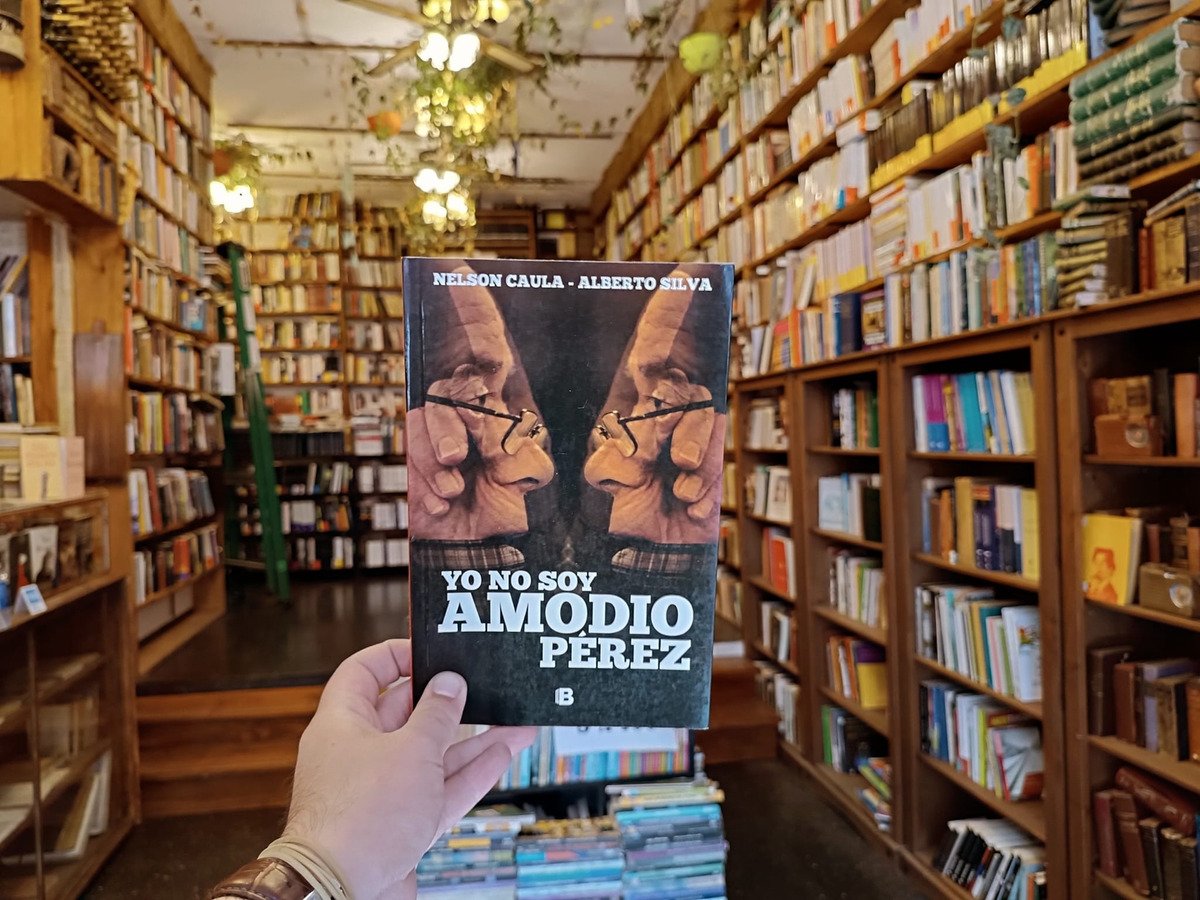 NELSON CAULA - ALBERTO SILVA
YO NO SOY
AMODIO
PÉREZ
B